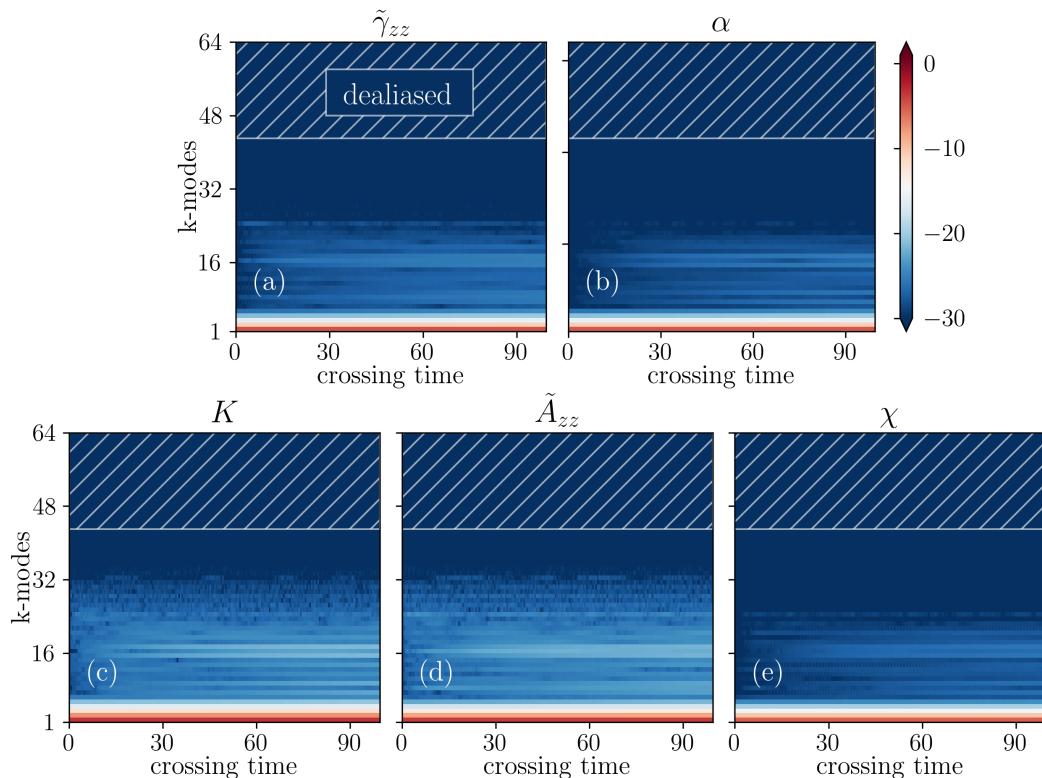 γ̃zz
α
64
48
32
16
1
k-modes
dealiased
(a)
(b)
0
−10
−20
−30
0 30 60 90
0 30 60 90
crossing time
crossing time
K
Ãzz
χ
64
48
32
16
1
k-modes
(c)
(d)
(e)
0 30 60 90
0 30 60 90
0 30 60 90
crossing time
crossing time
crossing time